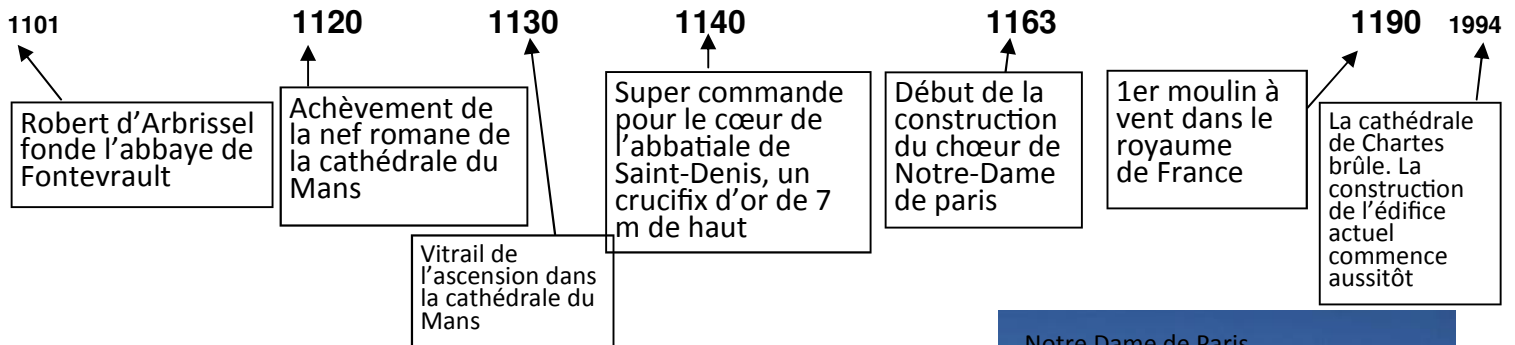 1101
1120
1130
1140
1163
1190
1994
Robert d’Arbrissel
fonde l’abbaye de
Fontevrault
Achèvement de
la nef romane de
la cathédrale du
Mans
Vitrail de
l’ascension dans
la cathédrale du
Mans
Super commande
pour le cœur de
l’abbatiale de
Saint-Denis, un
crucifix d’or de 7
m de haut
Début de la
construction
du chœur de
Notre-Dame
de paris
1er moulin à
vent dans le
royaume
de France
La cathédrale
de Chartes
brûle. La
construction
de l’édifice
actuel
commence
aussitôt
Notre Dame de Paris